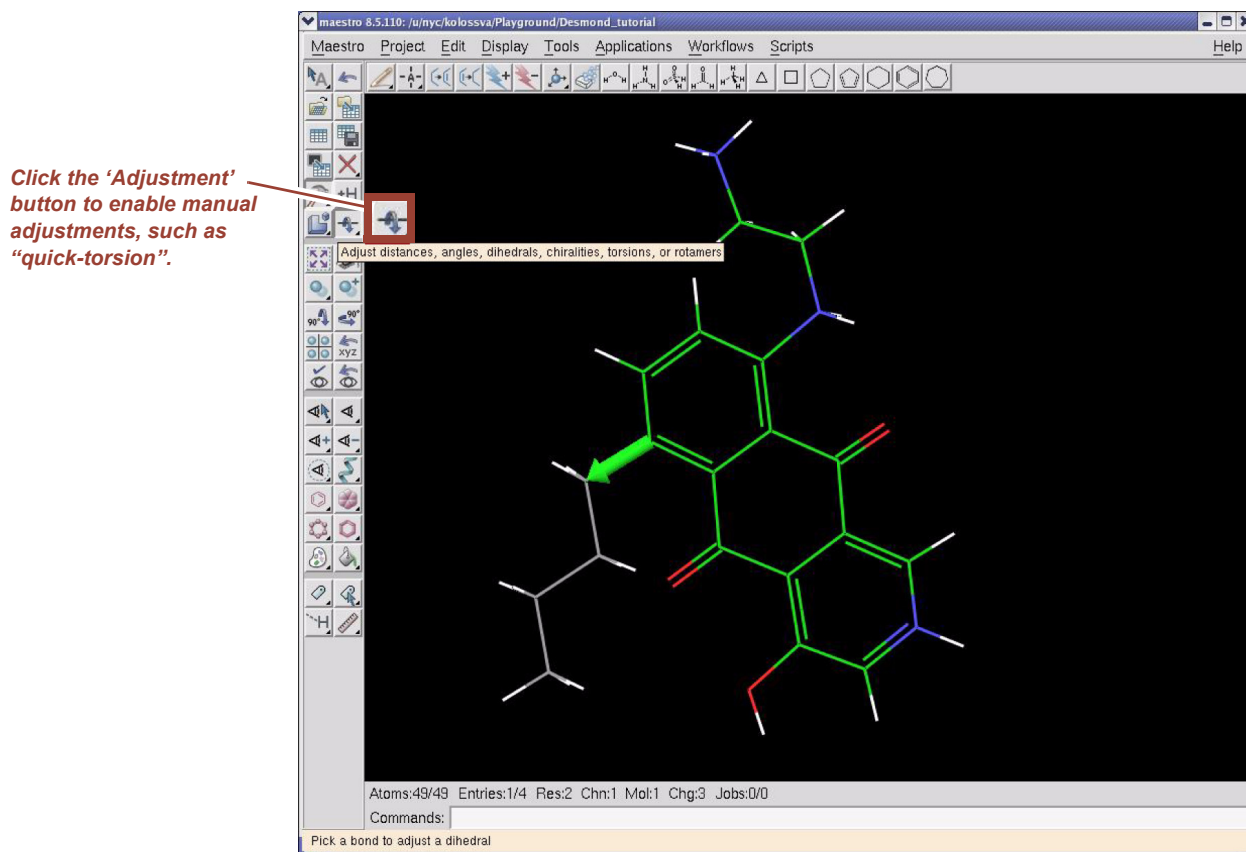 maestro 8.5.110: /u/nyc/kolossva/Playground/Desmond_tutorial
Maestro Project Edit Display Tools Applications Workflows Scripts Help
Click the ‘Adjustment’
button to enable manual
adjustments, such as
“quick-torsion”.
+H
Adjust distances, angles, dihedrals, chiralities, torsions, or rotamers
90° 90°
xyz
H
Atoms:49/49 Entries:1/4 Res:2 Chn:1 Mol:1 Chg:3 Jobs:0/0
Commands:
Pick a bond to adjust a dihedral